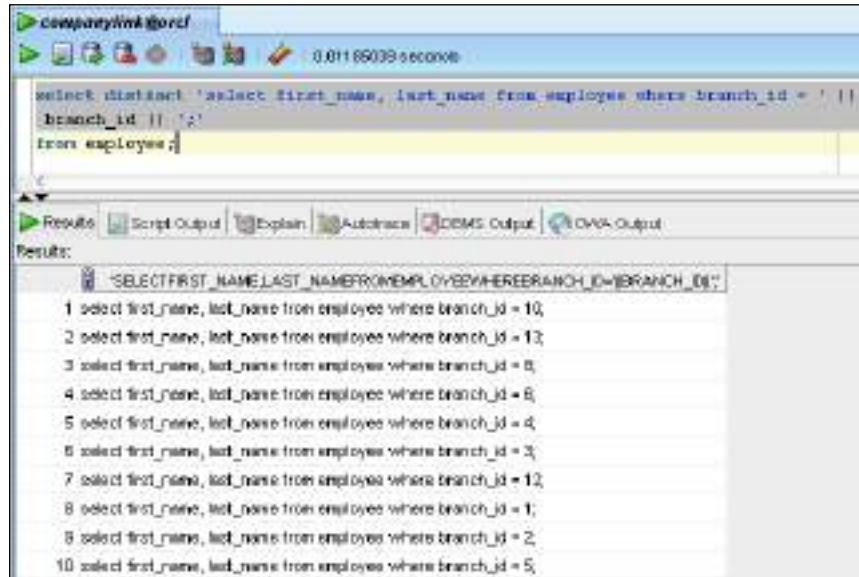 companylink@orcl
0.01185039 seconds
select distinct 'select first_name, last_name from employee where branch_id = ' ||
branch_id || ';'
from employee;
Results Script Output Explain Autotrace DBMS Output OWA Output
Results:
'SELECTFIRST_NAME,LAST_NAMEFROMEMPLOYEEWHEREBRANCH_ID='||BRANCH_ID||';'
1 select first_name, last_name from employee where branch_id = 10;
2 select first_name, last_name from employee where branch_id = 13;
3 select first_name, last_name from employee where branch_id = 8;
4 select first_name, last_name from employee where branch_id = 6;
5 select first_name, last_name from employee where branch_id = 4;
6 select first_name, last_name from employee where branch_id = 3;
7 select first_name, last_name from employee where branch_id = 12;
8 select first_name, last_name from employee where branch_id = 1;
9 select first_name, last_name from employee where branch_id = 2;
10 select first_name, last_name from employee where branch_id = 5;